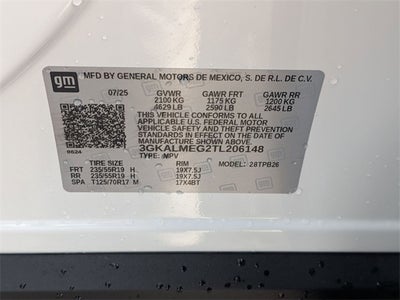 gm MFD BY GENERAL MOTORS DE MEXICO, S. DE R.L. DE C.V.
07/25 GVWR GAWR FRT GAWR RR
2100 KG 1175 KG 1200 KG
4629 LB 2590 LB 2645 LB
THIS VEHICLE CONFORMS TO ALL
APPLICABLE U.S. FEDERAL MOTOR
VEHICLE SAFETY, BUMPER, AND
THEFT PREVENTION STANDARDS
IN EFFECT ON THE DATE OF
MANUFACTURE SHOWN ABOVE.
3GKALMEG2TL206148
8624 TYPE: MPV MODEL: 28TPB26
TIRE RIM
FRT 235/55R19 H 19X7.5J
RR 235/55R19 H 19X7.5J
SPA T125/70R17 M 17X4BT